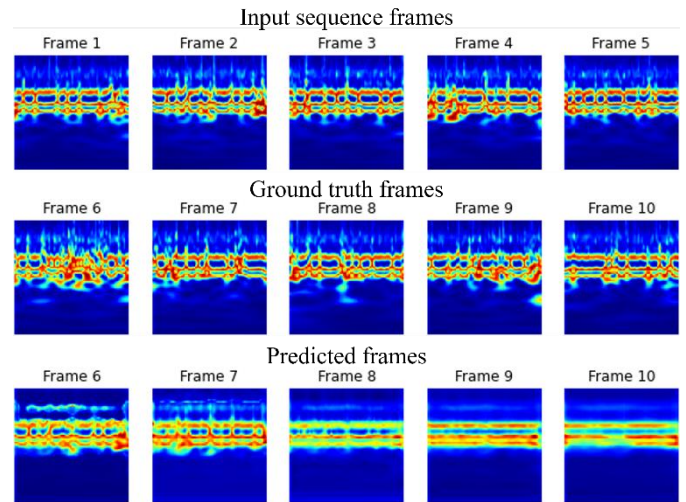 Input sequence frames
Frame 1 Frame 2 Frame 3 Frame 4 Frame 5
Ground truth frames
Frame 6 Frame 7 Frame 8 Frame 9 Frame 10
Predicted frames
Frame 6 Frame 7 Frame 8 Frame 9 Frame 10